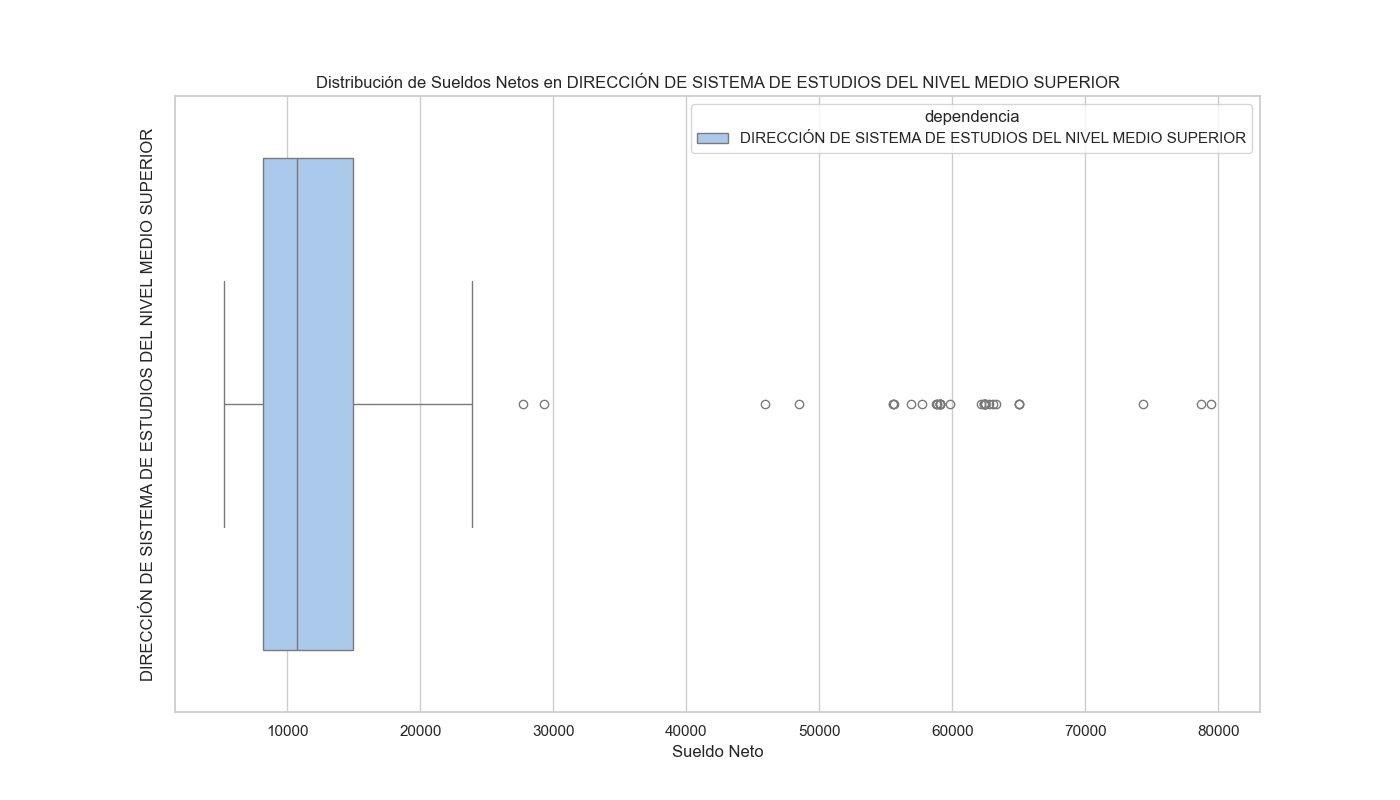 Distribución de Sueldos Netos en DIRECCIÓN DE SISTEMA DE ESTUDIOS DEL NIVEL MEDIO SUPERIOR
dependencia
DIRECCIÓN DE SISTEMA DE ESTUDIOS DEL NIVEL MEDIO SUPERIOR
DIRECCIÓN DE SISTEMA DE ESTUDIOS DEL NIVEL MEDIO SUPERIOR
10000 20000 30000 40000 50000 60000 70000 80000
Sueldo Neto